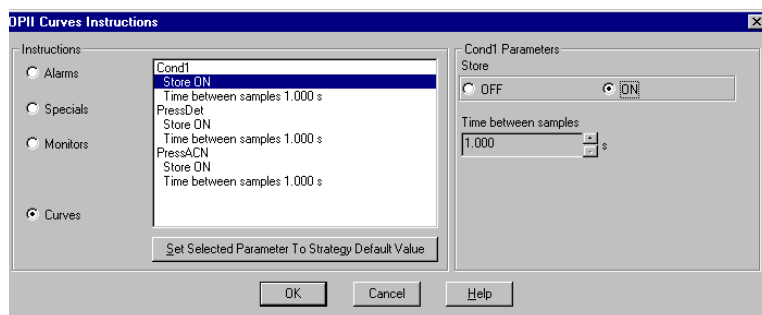 OPII Curves Instructions
Instructions
Alarms
Specials
Monitors
Curves
Cond1
Store ON
Time between samples 1.000 s
PressDet
Store ON
Time between samples 1.000 s
PressACN
Store ON
Time between samples 1.000 s
Set Selected Parameter To Strategy Default Value
Cond1 Parameters
Store
OFF ON
Time between samples
1.000 s
OK Cancel Help